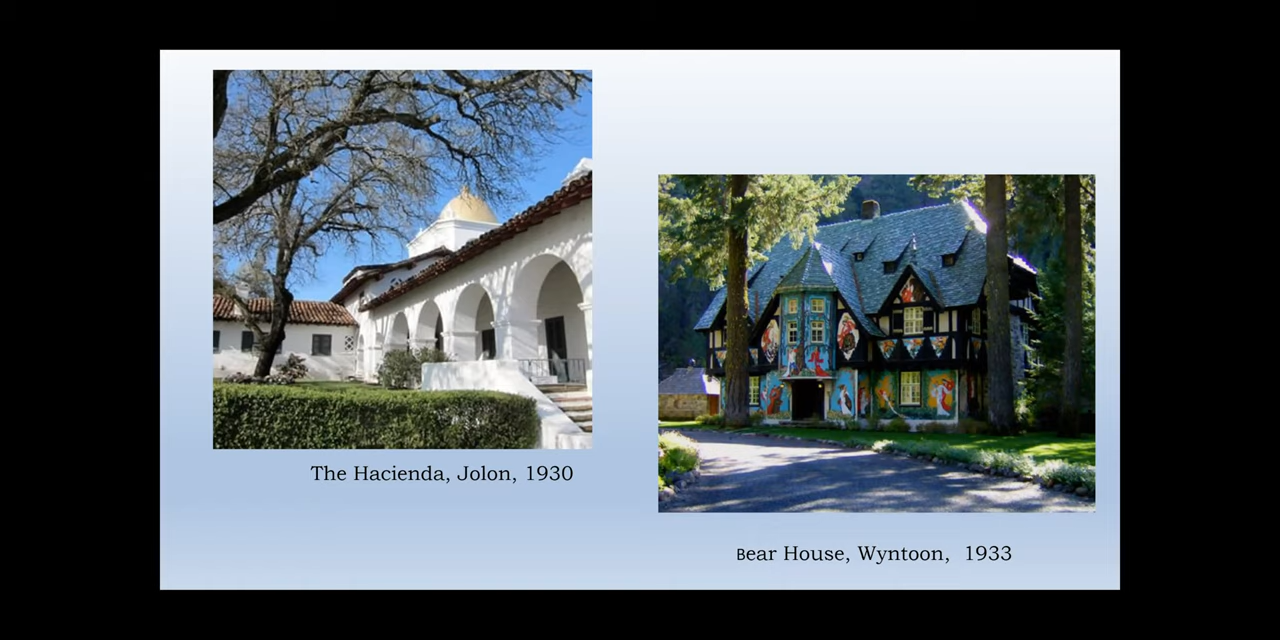 The Hacienda, Jolon, 1930
Bear House, Wyntoon, 1933